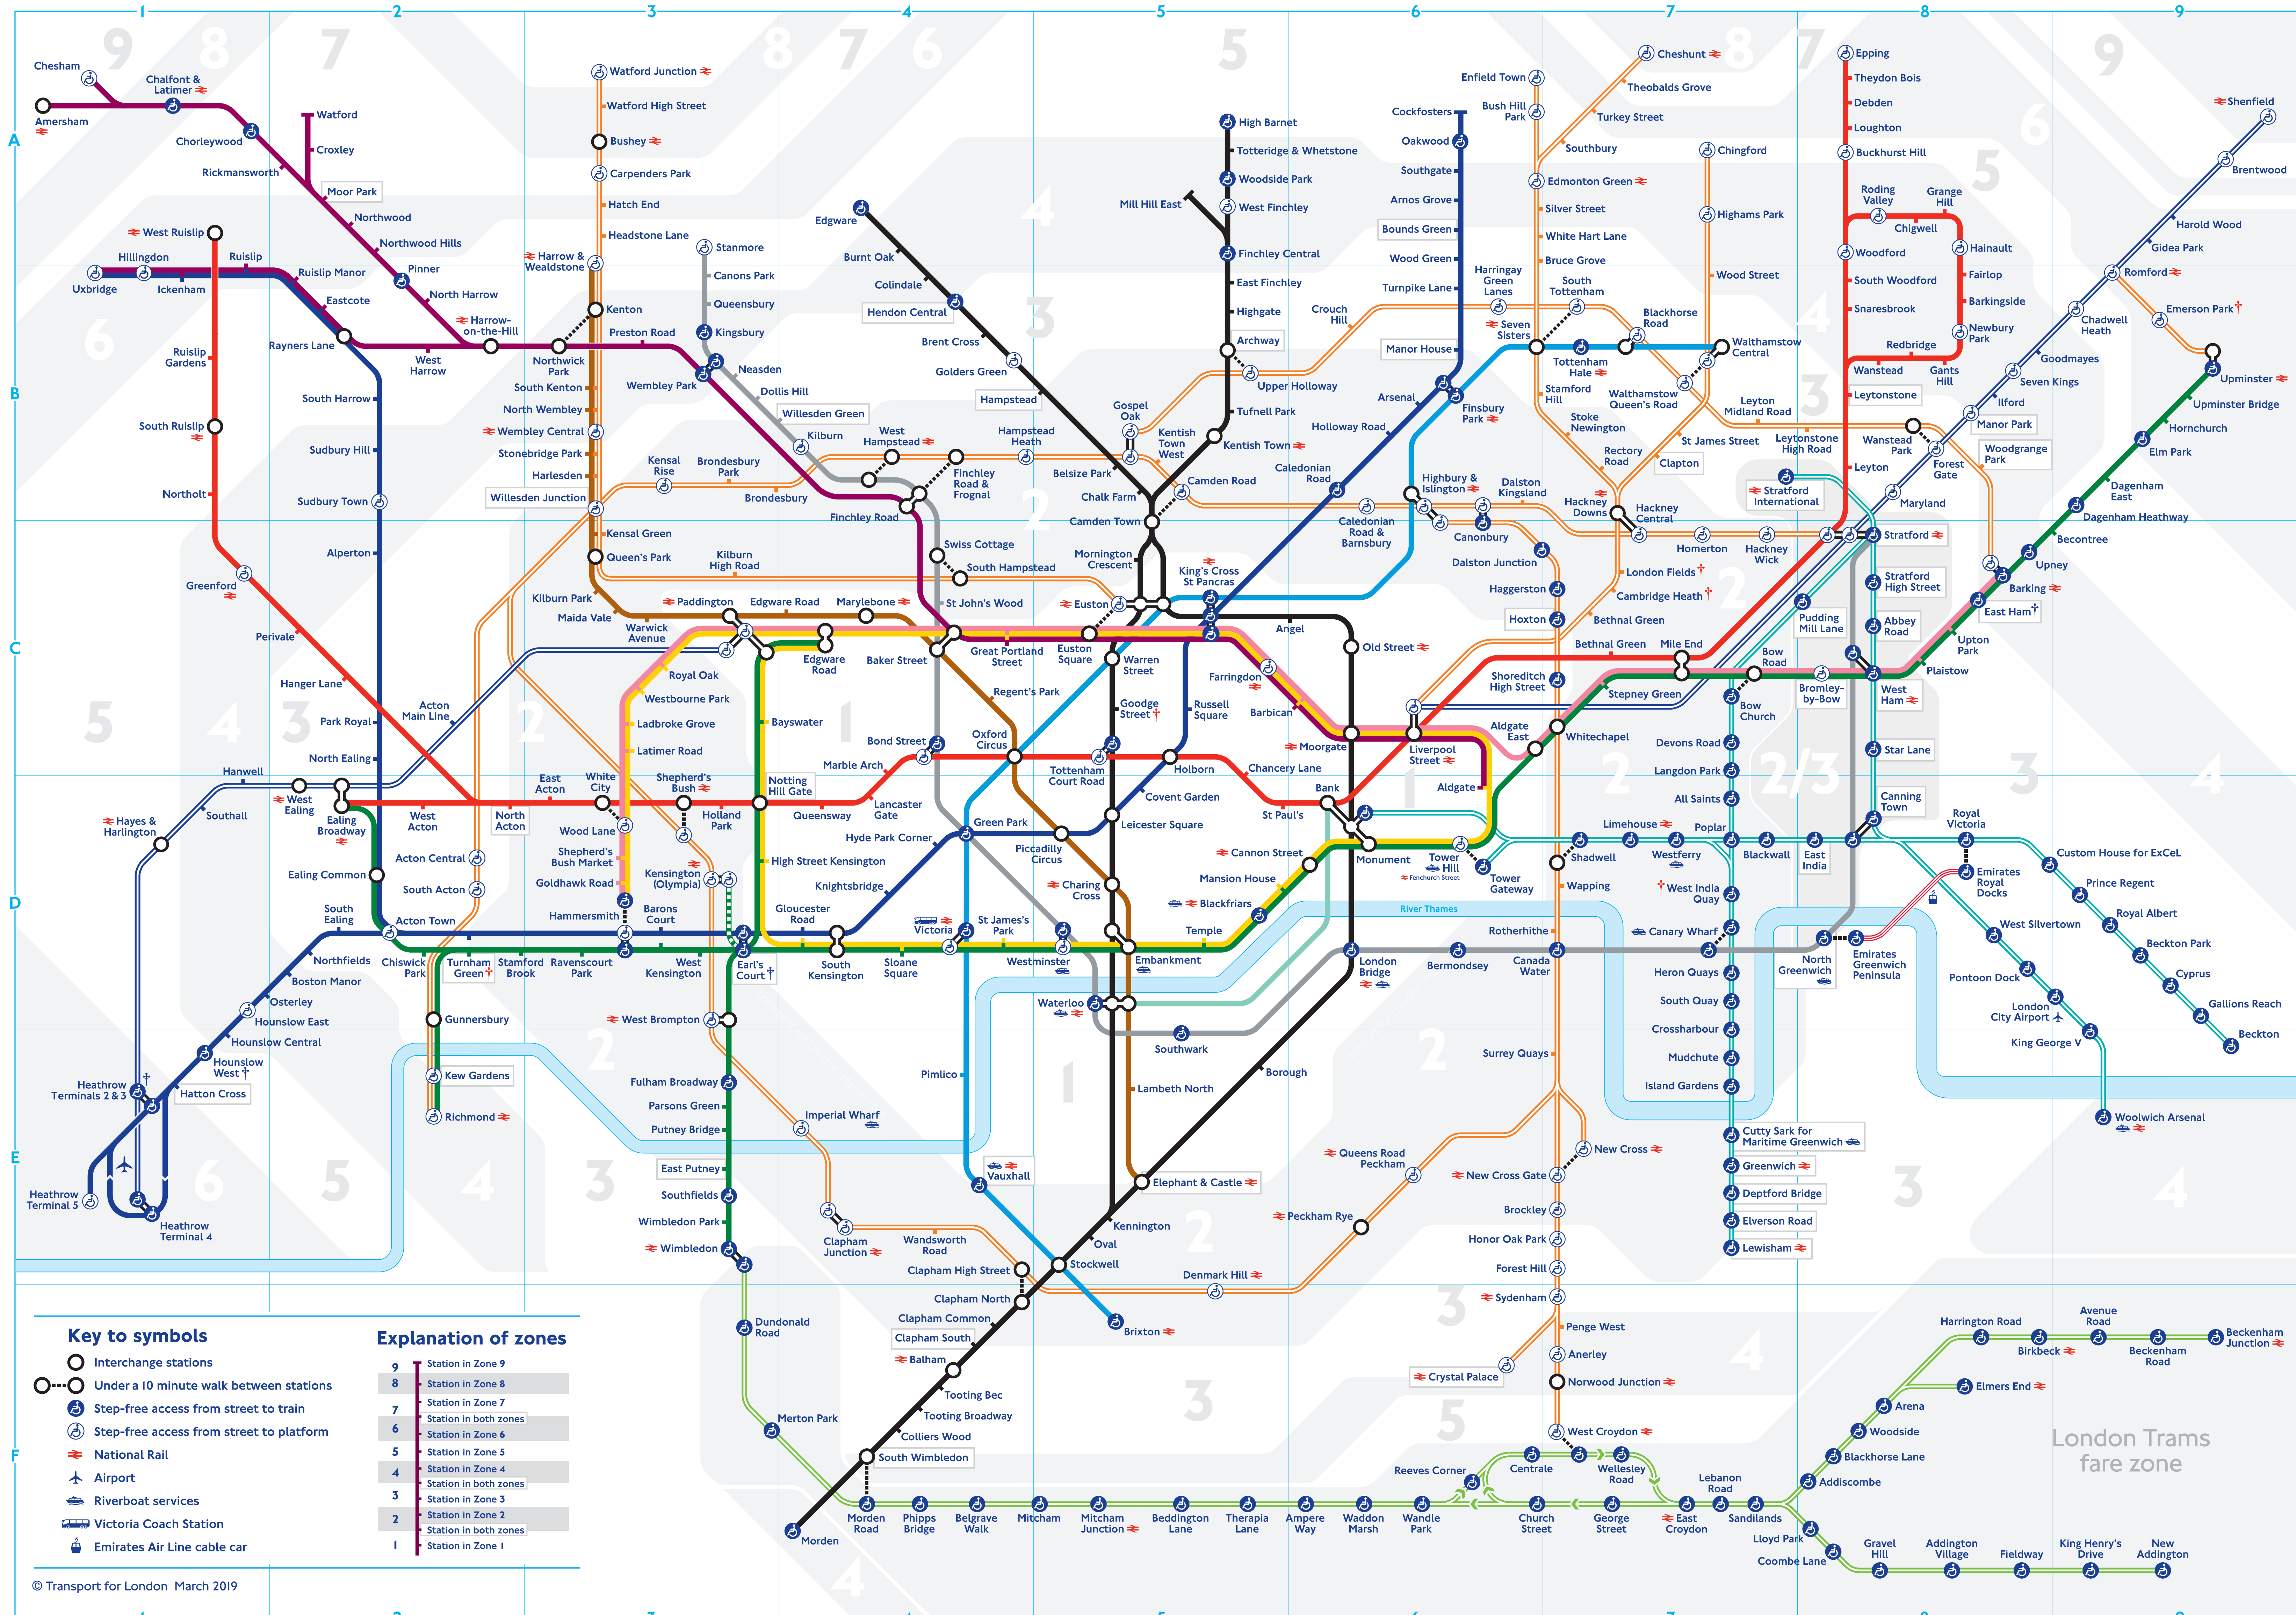 1
2
3
4
5
6
7
8
9
A
B
C
D
E
F
9
8
7
8
7
6
5
8
7
9
6
5
Chesham
Chalfont &
Latimer
Amersham
Chorleywood
Rickmansworth
Watford
Croxley
Moor Park
Northwood
Northwood Hills
Pinner
North Harrow
Harrow-
on-the-Hill
West Ruislip
Hillingdon
Ruislip
Uxbridge
Ickenham
Ruislip Manor
Eastcote
Rayners Lane
West
Harrow
Northwick
Park
Preston Road
Ruislip
Gardens
South Ruislip
Northolt
Greenford
Perivale
Hanger Lane
South Harrow
Sudbury Hill
Sudbury Town
Alperton
Park Royal
North Ealing
Watford Junction
Watford High Street
Bushey
Carpenders Park
Hatch End
Headstone Lane
Harrow &
Wealdstone
Kenton
South Kenton
North Wembley
Wembley Central
Stonebridge Park
Harlesden
Willesden Junction
Kensal Green
Queen's Park
Kilburn Park
Maida Vale
Warwick
Avenue
Stanmore
Canons Park
Queensbury
Kingsbury
Wembley Park
Neasden
Dollis Hill
Willesden Green
Kilburn
West
Hampstead
Finchley
Road &
Frognal
Finchley Road
Kensal
Rise
Brondesbury
Park
Brondesbury
Hampstead
Heath
Swiss Cottage
South Hampstead
Kilburn
High Road
St John's Wood
Edgware
Burnt Oak
Colindale
Hendon Central
Brent Cross
Golders Green
Hampstead
Belsize Park
Chalk Farm
Camden Town
Mornington
Crescent
High Barnet
Totteridge & Whetstone
Woodside Park
West Finchley
Mill Hill East
Finchley Central
East Finchley
Highgate
Archway
Upper Holloway
Tufnell Park
Kentish Town
Gospel
Oak
Kentish
Town
West
Camden Road
Crouch
Hill
Cockfosters
Oakwood
Southgate
Arnos Grove
Bounds Green
Wood Green
Turnpike Lane
Manor House
Arsenal
Finsbury
Park
Holloway Road
Caledonian
Road
Enfield Town
Bush Hill
Park
Cheshunt
Theobalds Grove
Turkey Street
Southbury
Edmonton Green
Silver Street
White Hart Lane
Bruce Grove
Harringay
Green
Lanes
South
Tottenham
Seven
Sisters
Tottenham
Hale
Blackhorse
Road
Walthamstow
Central
Walthamstow
Queen's Road
Stamford
Hill
Stoke
Newington
Rectory
Road
Clapton
St James Street
Chingford
Highams Park
Wood Street
Leyton
Midland Road
Leytonstone
High Road
Wanstead
Park
Woodgrange
Park
Epping
Theydon Bois
Debden
Loughton
Buckhurst Hill
Roding
Valley
Grange
Hill
Chigwell
Hainault
Woodford
South Woodford
Snaresbrook
Fairlop
Barkingside
Newbury
Park
Redbridge
Wanstead
Gants
Hill
Leytonstone
Leyton
Shenfield
Brentwood
Harold Wood
Gidea Park
Romford
Emerson Park†
Upminster
Upminster Bridge
Hornchurch
Elm Park
Dagenham
East
Dagenham Heathway
Becontree
Upney
Barking
East Ham†
Upton
Park
Plaistow
Chadwell
Heath
Goodmayes
Seven Kings
Ilford
Manor Park
Forest
Gate
Maryland
Stratford
International
Stratford
Stratford
High Street
Abbey
Road
West
Ham
Star Lane
Canning
Town
Highbury &
Islington
Dalston
Kingsland
Caledonian
Road &
Barnsbury
Canonbury
Dalston Junction
Hackney
Downs
Hackney
Central
Homerton
Hackney
Wick
Haggerston
Hoxton
London Fields†
Cambridge Heath†
Bethnal Green
Bethnal Green
Mile End
Shoreditch
High Street
Stepney Green
Pudding
Mill Lane
Bow
Road
Bromley-
by-Bow
Bow
Church
Devons Road
Langdon Park
All Saints
Paddington
Edgware Road
Marylebone
Euston
King's Cross
St Pancras
Angel
Old Street
Royal Oak
Westbourne Park
Ladbroke Grove
Latimer Road
Edgware
Road
Baker Street
Great Portland
Street
Euston
Square
Warren
Street
Farringdon
Barbican
Moorgate
Liverpool
Street
Aldgate
East
Whitechapel
Aldgate
Bayswater
Regent's Park
Goodge
Street†
Russell
Square
Bond Street
Oxford
Circus
Marble Arch
Tottenham
Court Road
Holborn
Chancery Lane
Notting
Hill Gate
Lancaster
Gate
Queensway
Holland
Park
Shepherd's
Bush
White
City
East
Acton
North
Acton
West
Acton
Acton
Main Line
Hanwell
West
Ealing
Ealing
Broadway
Southall
Hayes &
Harlington
Wood Lane
Shepherd's
Bush Market
Goldhawk Road
Hammersmith
Kensington
(Olympia)
Acton Central
South Acton
Ealing Common
Acton Town
South
Ealing
Northfields
Boston Manor
Osterley
Hounslow East
Hounslow Central
Hounslow
West†
Hatton Cross
Heathrow
Terminals 2 & 3
Heathrow
Terminal 5
Heathrow
Terminal 4
Chiswick
Park
Turnham
Green†
Stamford
Brook
Ravenscourt
Park
Barons
Court
West
Kensington
Earl's
Court†
Gloucester
Road
South
Kensington
Sloane
Square
High Street Kensington
Knightsbridge
Hyde Park Corner
Green Park
Piccadilly
Circus
Leicester Square
Covent Garden
Charing
Cross
Victoria
St James's
Park
Westminster
Embankment
Temple
Blackfriars
Mansion House
Cannon Street
St Paul's
Bank
Monument
Tower
Hill
Fenchurch Street
Tower
Gateway
Shadwell
Limehouse
Westferry
Poplar
Blackwall
East
India
Royal
Victoria
Custom House for ExCeL
Prince Regent
Royal Albert
Beckton Park
Cyprus
Gallions Reach
Beckton
Emirates
Royal
Docks
West Silvertown
Pontoon Dock
London
City Airport
King George V
Woolwich Arsenal
River Thames
Wapping
Rotherhithe
Canada
Water
Bermondsey
London
Bridge
Canary Wharf
†West India
Quay
Heron Quays
South Quay
Crossharbour
Mudchute
Island Gardens
North
Greenwich
Emirates
Greenwich
Peninsula
Waterloo
Southwark
Borough
Lambeth North
Elephant & Castle
Kennington
Oval
Stockwell
Pimlico
Vauxhall
Brixton
Gunnersbury
Kew Gardens
Richmond
West Brompton
Fulham Broadway
Parsons Green
Putney Bridge
East Putney
Southfields
Wimbledon Park
Wimbledon
Imperial Wharf
Clapham
Junction
Wandsworth
Road
Clapham High Street
Clapham North
Clapham Common
Clapham South
Balham
Tooting Bec
Tooting Broadway
Colliers Wood
South Wimbledon
Morden
Denmark Hill
Peckham Rye
Queens Road
Peckham
Surrey Quays
New Cross
New Cross Gate
Brockley
Honor Oak Park
Forest Hill
Sydenham
Penge West
Anerley
Crystal Palace
Norwood Junction
West Croydon
Cutty Sark for
Maritime Greenwich
Greenwich
Deptford Bridge
Elverson Road
Lewisham
Dundonald
Road
Merton Park
Morden
Road
Phipps
Bridge
Belgrave
Walk
Mitcham
Mitcham
Junction
Beddington
Lane
Therapia
Lane
Ampere
Way
Waddon
Marsh
Wandle
Park
Reeves Corner
Centrale
Wellesley
Road
Church
Street
George
Street
East
Croydon
Lebanon
Road
Sandilands
Addiscombe
Blackhorse Lane
Woodside
Arena
Elmers End
Harrington Road
Birkbeck
Avenue
Road
Beckenham
Road
Beckenham
Junction
Lloyd Park
Coombe Lane
Gravel
Hill
Addington
Village
Fieldway
King Henry's
Drive
New
Addington
London Trams
fare zone
2/3
Key to symbols
Interchange stations
Under a 10 minute walk between stations
Step-free access from street to train
Step-free access from street to platform
National Rail
Airport
Riverboat services
Victoria Coach Station
Emirates Air Line cable car
Explanation of zones
9
Station in Zone 9
8
Station in Zone 8
7
Station in Zone 7
Station in both zones
6
Station in Zone 6
5
Station in Zone 5
4
Station in Zone 4
Station in both zones
3
Station in Zone 3
2
Station in Zone 2
Station in both zones
1
Station in Zone 1
© Transport for London March 2019